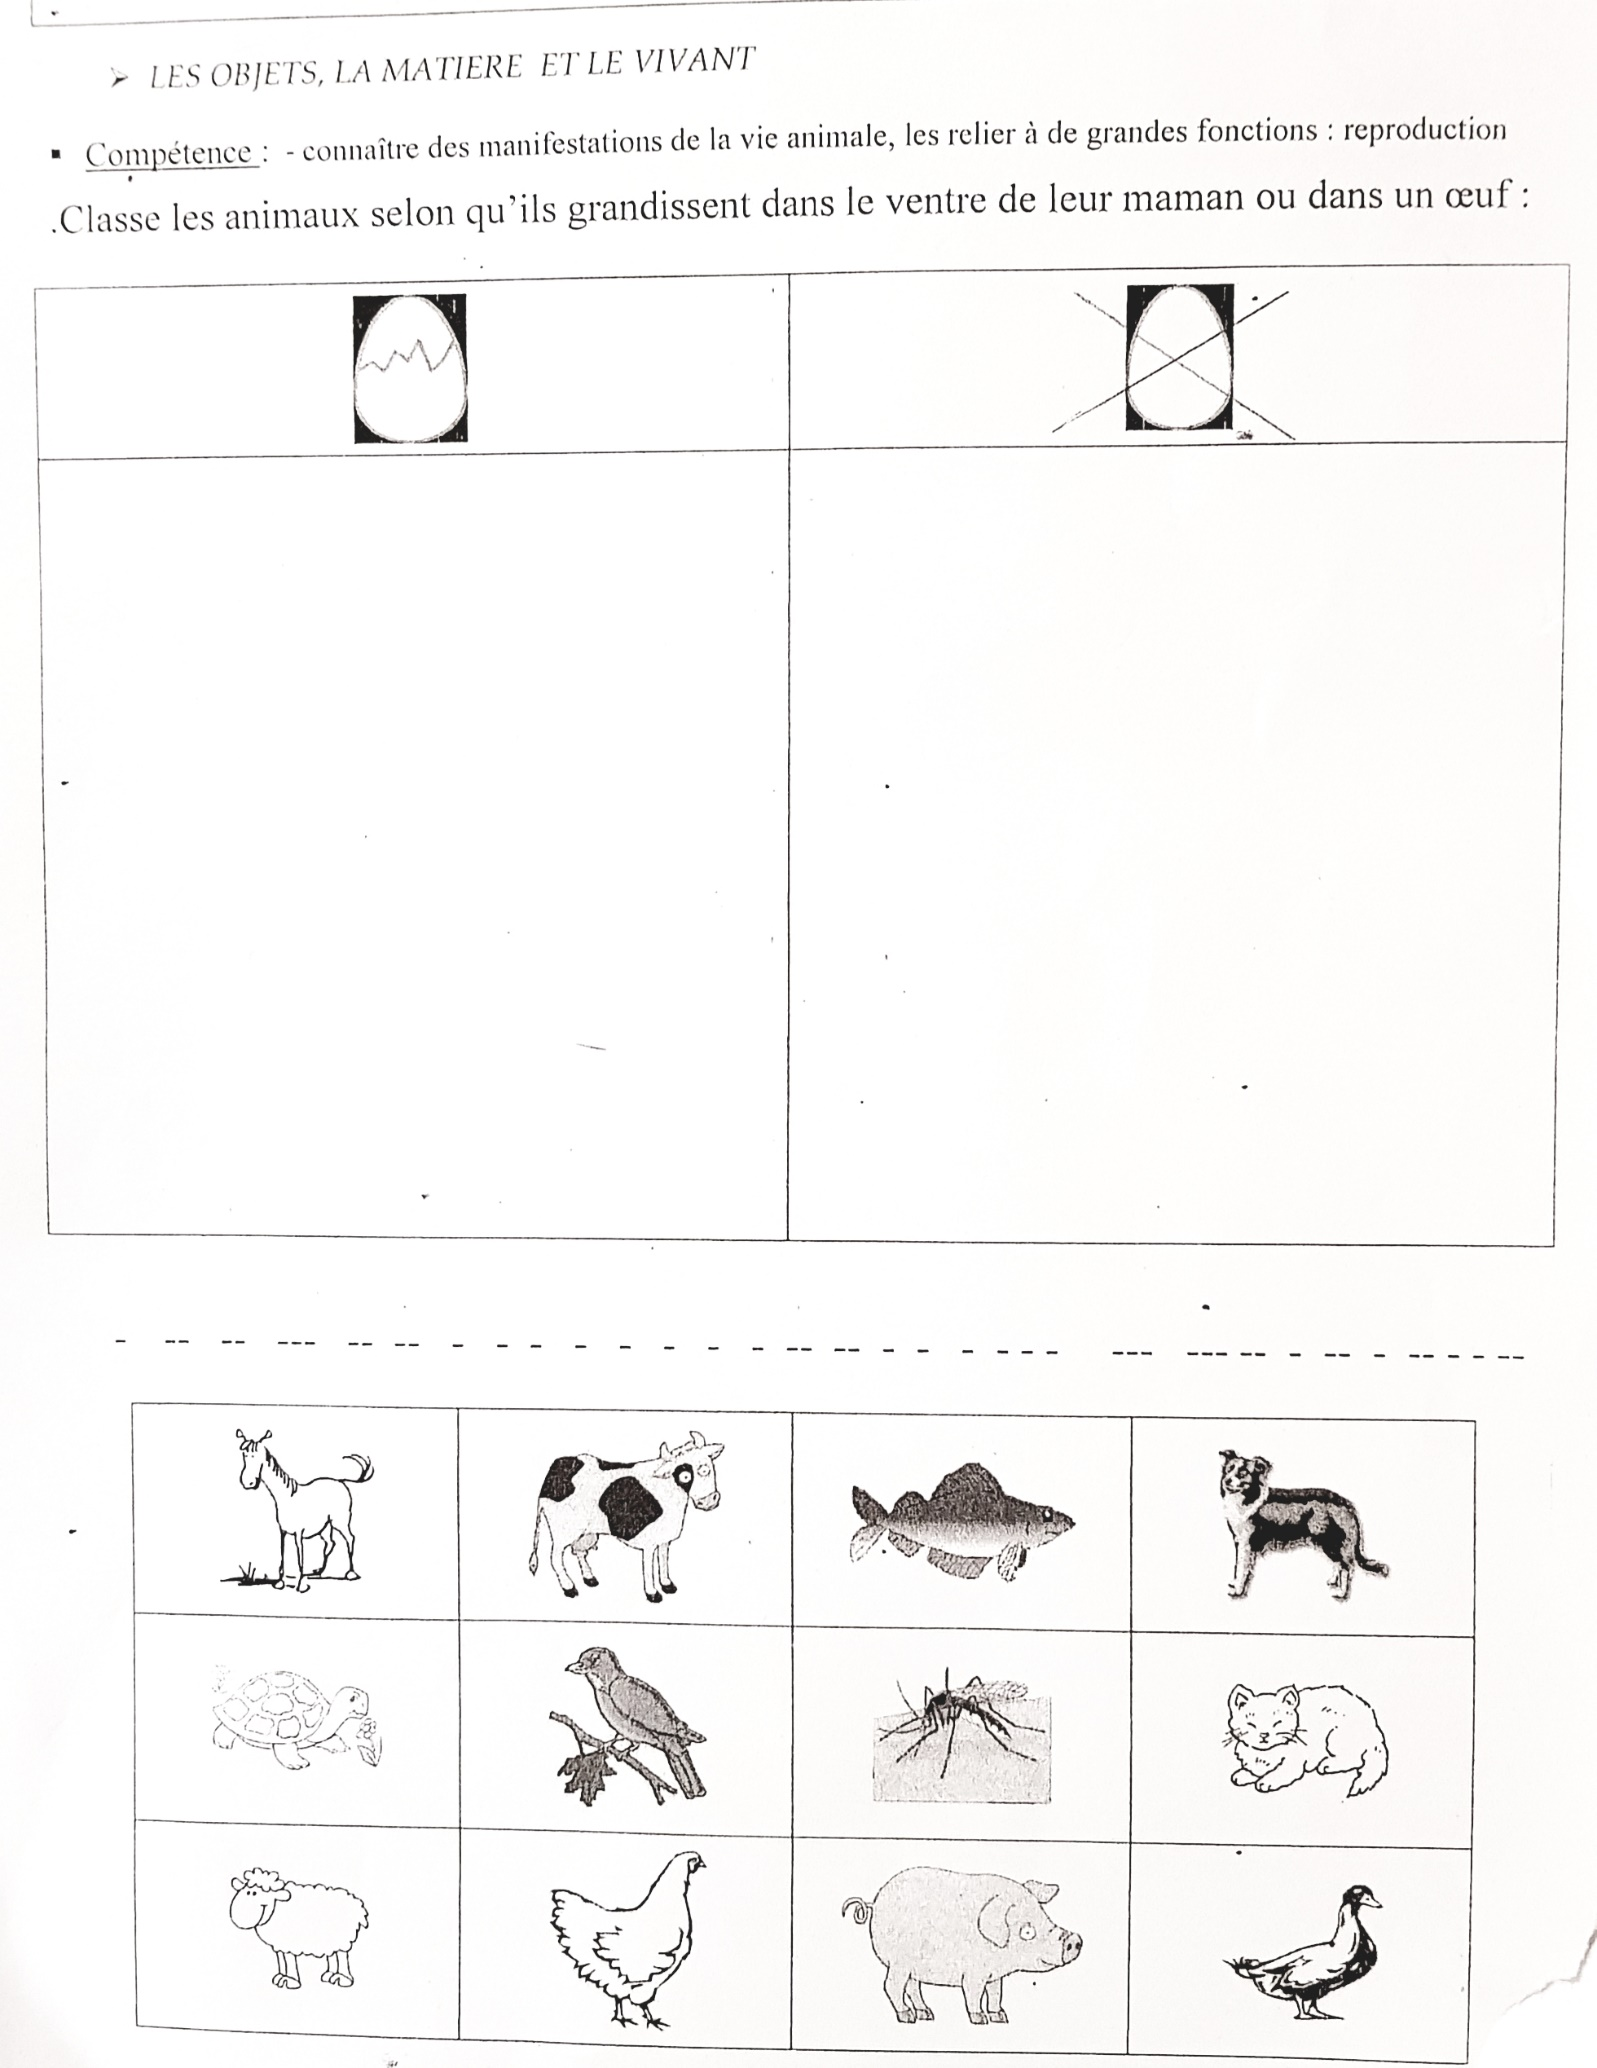 ➢ LES OBJETS, LA MATIERE ET LE VIVANT
▪ Compétence : - connaître des manifestations de la vie animale, les relier à de grandes fonctions : reproduction
.Classe les animaux selon qu’ils grandissent dans le ventre de leur maman ou dans un œuf :